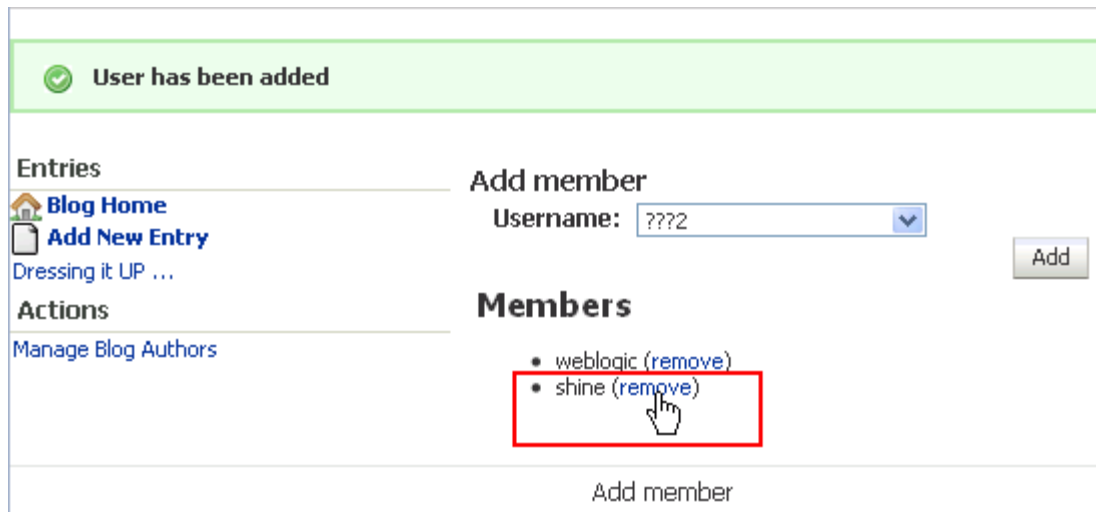 User has been added
Entries
Blog Home
Add New Entry
Dressing it UP ...
Actions
Manage Blog Authors
Add member
Username: ???2
Add
Members
• weblogic (remove)
• shine (remove)
Add member